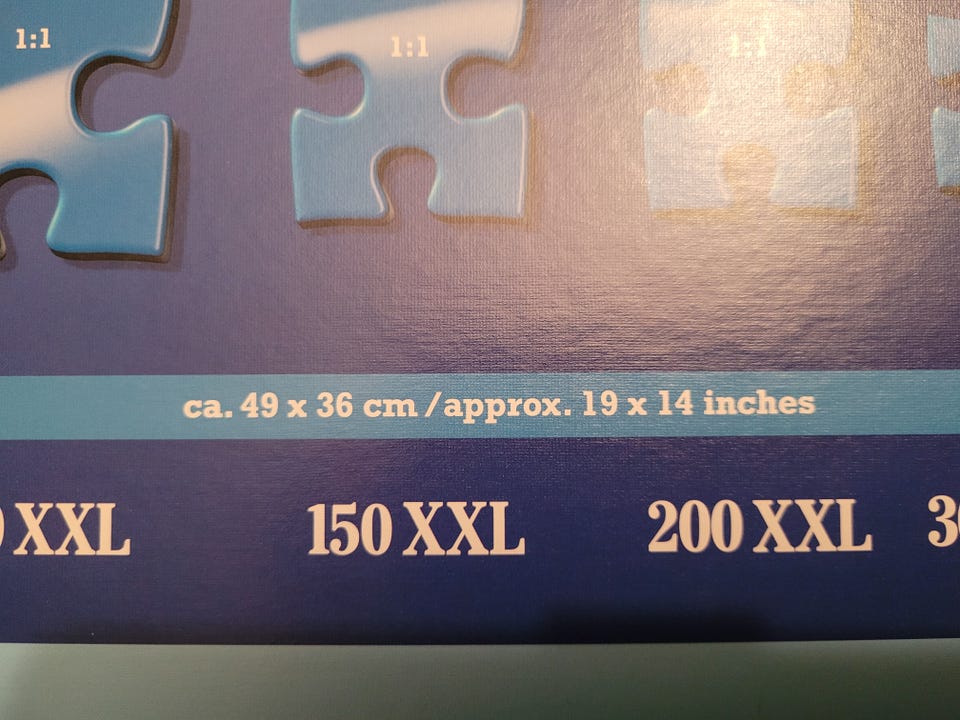 1:1 1:1 1:1
ca. 49 x 36 cm / approx. 19 x 14 inches
XXL 150 XXL 200 XXL